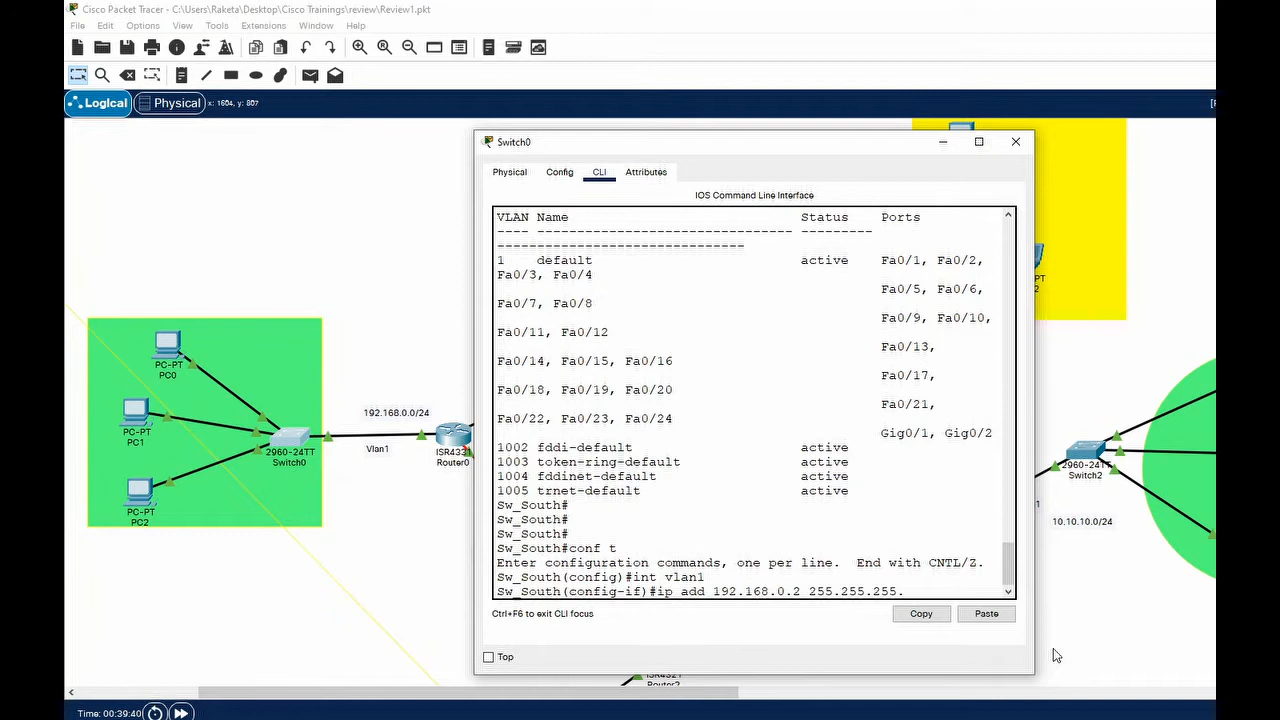 Cisco Packet Tracer - C:\Users\Raketa\Desktop\Cisco Trainings\review\Review1.pkt
File Edit Options View Tools Extensions Window Help
Logical Physical x: 1604, y: 807
Switch0
Physical Config CLI Attributes
IOS Command Line Interface
VLAN Name Status Ports
---- -------------------------------- ---------
-------------------------------
1 default active Fa0/1, Fa0/2,
Fa0/3, Fa0/4
Fa0/5, Fa0/6,
Fa0/7, Fa0/8
Fa0/9, Fa0/10,
Fa0/11, Fa0/12
Fa0/13,
Fa0/14, Fa0/15, Fa0/16
Fa0/17,
Fa0/18, Fa0/19, Fa0/20
Fa0/21,
Fa0/22, Fa0/23, Fa0/24
Gig0/1, Gig0/2
1002 fddi-default active
1003 token-ring-default active
1004 fddinet-default active
1005 trnet-default active
Sw_South#
Sw_South#
Sw_South#
Sw_South#conf t
Enter configuration commands, one per line. End with CNTL/Z.
Sw_South(config)#int vlan1
Sw_South(config-if)#ip add 192.168.0.2 255.255.255.
Ctrl+F6 to exit CLI focus
Copy Paste
Top
PC-PT
PC0
PC-PT
PC1
PC-PT
PC2
2960-24TT
Switch0
192.168.0.0/24
Vlan1
ISR4331
Router0
2960-24TT
Switch2
10.10.10.0/24
Router2
Time: 00:39:40